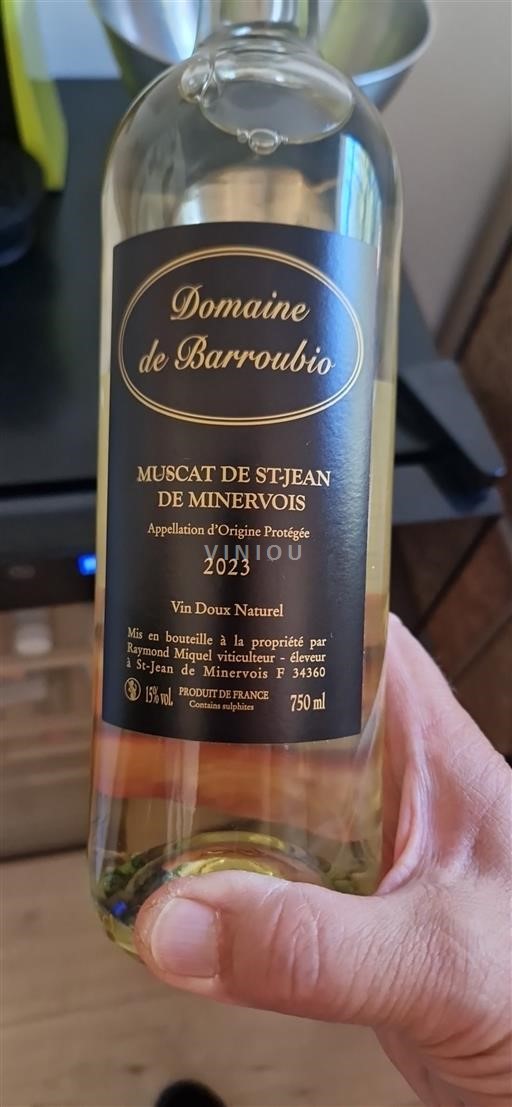 Domaine
de Barroubio
MUSCAT DE ST-JEAN
DE MINERVOIS
Appellation d'Origine Protégée
VINIOU
2023
Vin Doux Naturel
Mis en bouteille à la propriété par
Raymond Miquel viticulteur - éleveur
à St-Jean de Minervois F 34360
15% vol. PRODUIT DE FRANCE 750 ml
Contains sulphites